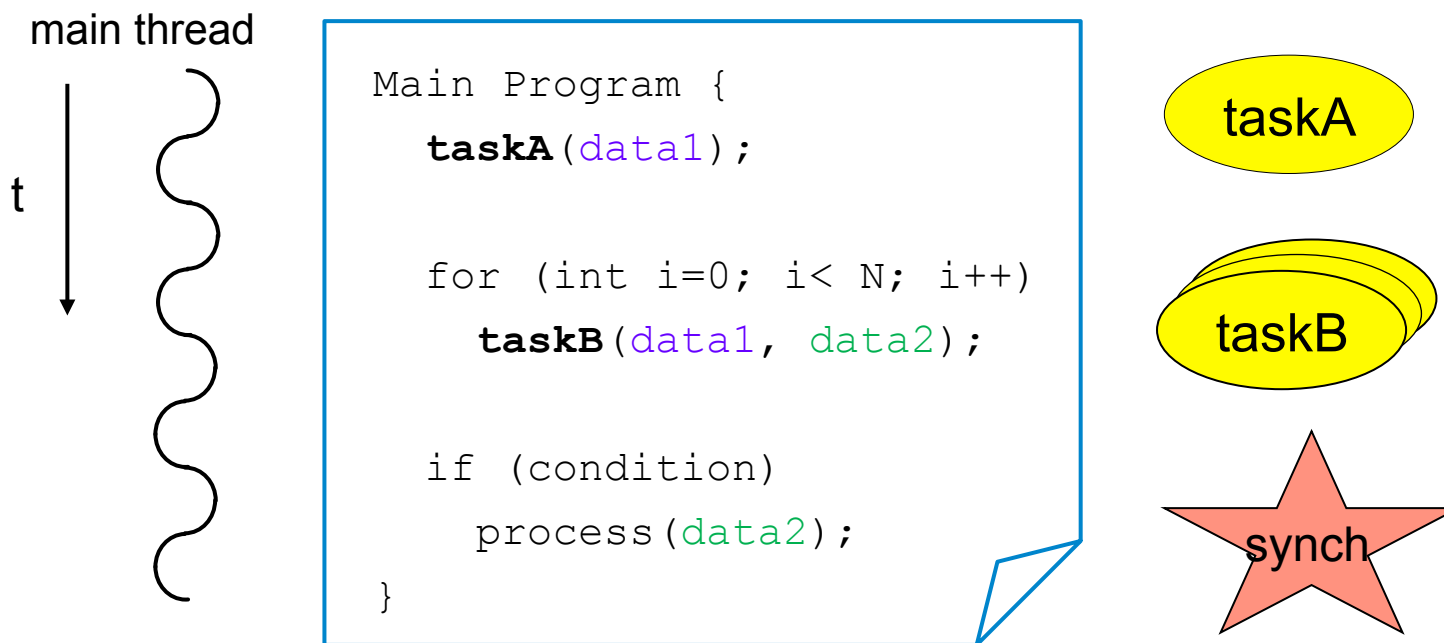 main thread
t
Main Program {
taskA(data1);
for (int i=0; i< N; i++)
taskB(data1, data2);
if (condition)
process(data2);
}
taskA
taskB
synch